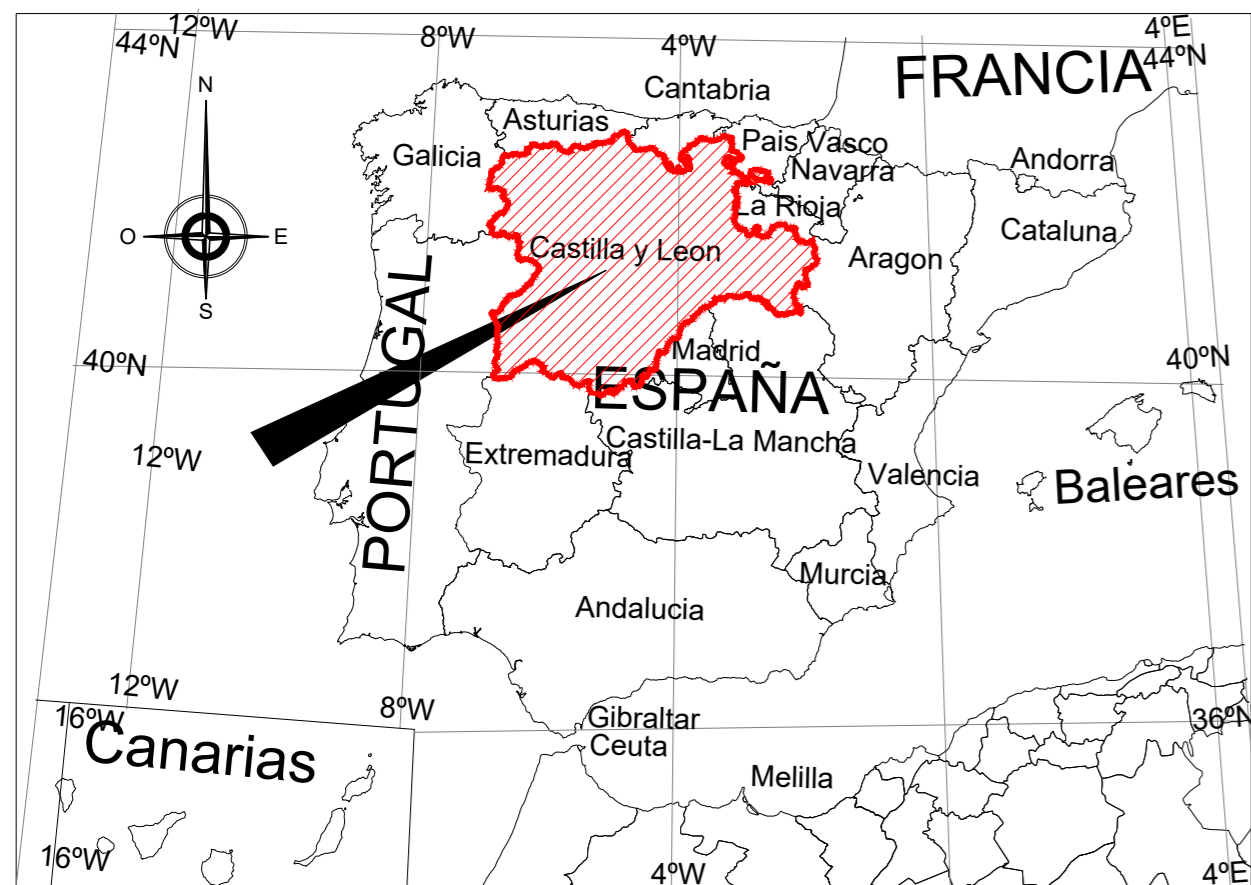 12ºW
8ºW
4ºW
4ºE
44ºN
44ºN
FRANCIA
Cantabria
N
Asturias
Pais Vasco
Galicia
Navarra
Andorra
La Rioja
O
E
Castilla y Leon
Aragon
Cataluna
S
PORTUGAL
Madrid
40ºN
40ºN
ESPAÑA
Castilla-La Mancha
12ºW
Extremadura
Valencia
Baleares
Murcia
Andalucia
12ºW
8ºW
16ºW
Gibraltar
36ºN
Canarias
Ceuta
Melilla
16ºW
4ºW
4ºE